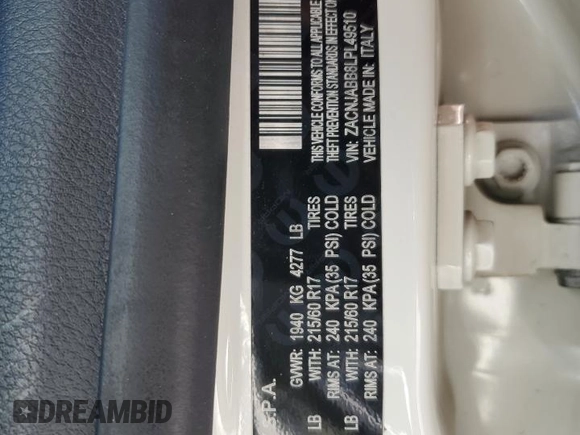 .P.A.
GVWR: 1940 KG 4277 LB
LB WITH: 215/60 R17 TIRES
RIMS AT: 240 KPA(35 PSI) COLD
LB WITH: 215/60 R17 TIRES
RIMS AT: 240 KPA(35 PSI) COLD
THIS VEHICLE CONFORMS TO ALL APPLICABLE
THEFT PREVENTION STANDARDS IN EFFECT ON
VIN: ZACNJABB6LPL49510
VEHICLE MADE IN: ITALY
DREAMBID